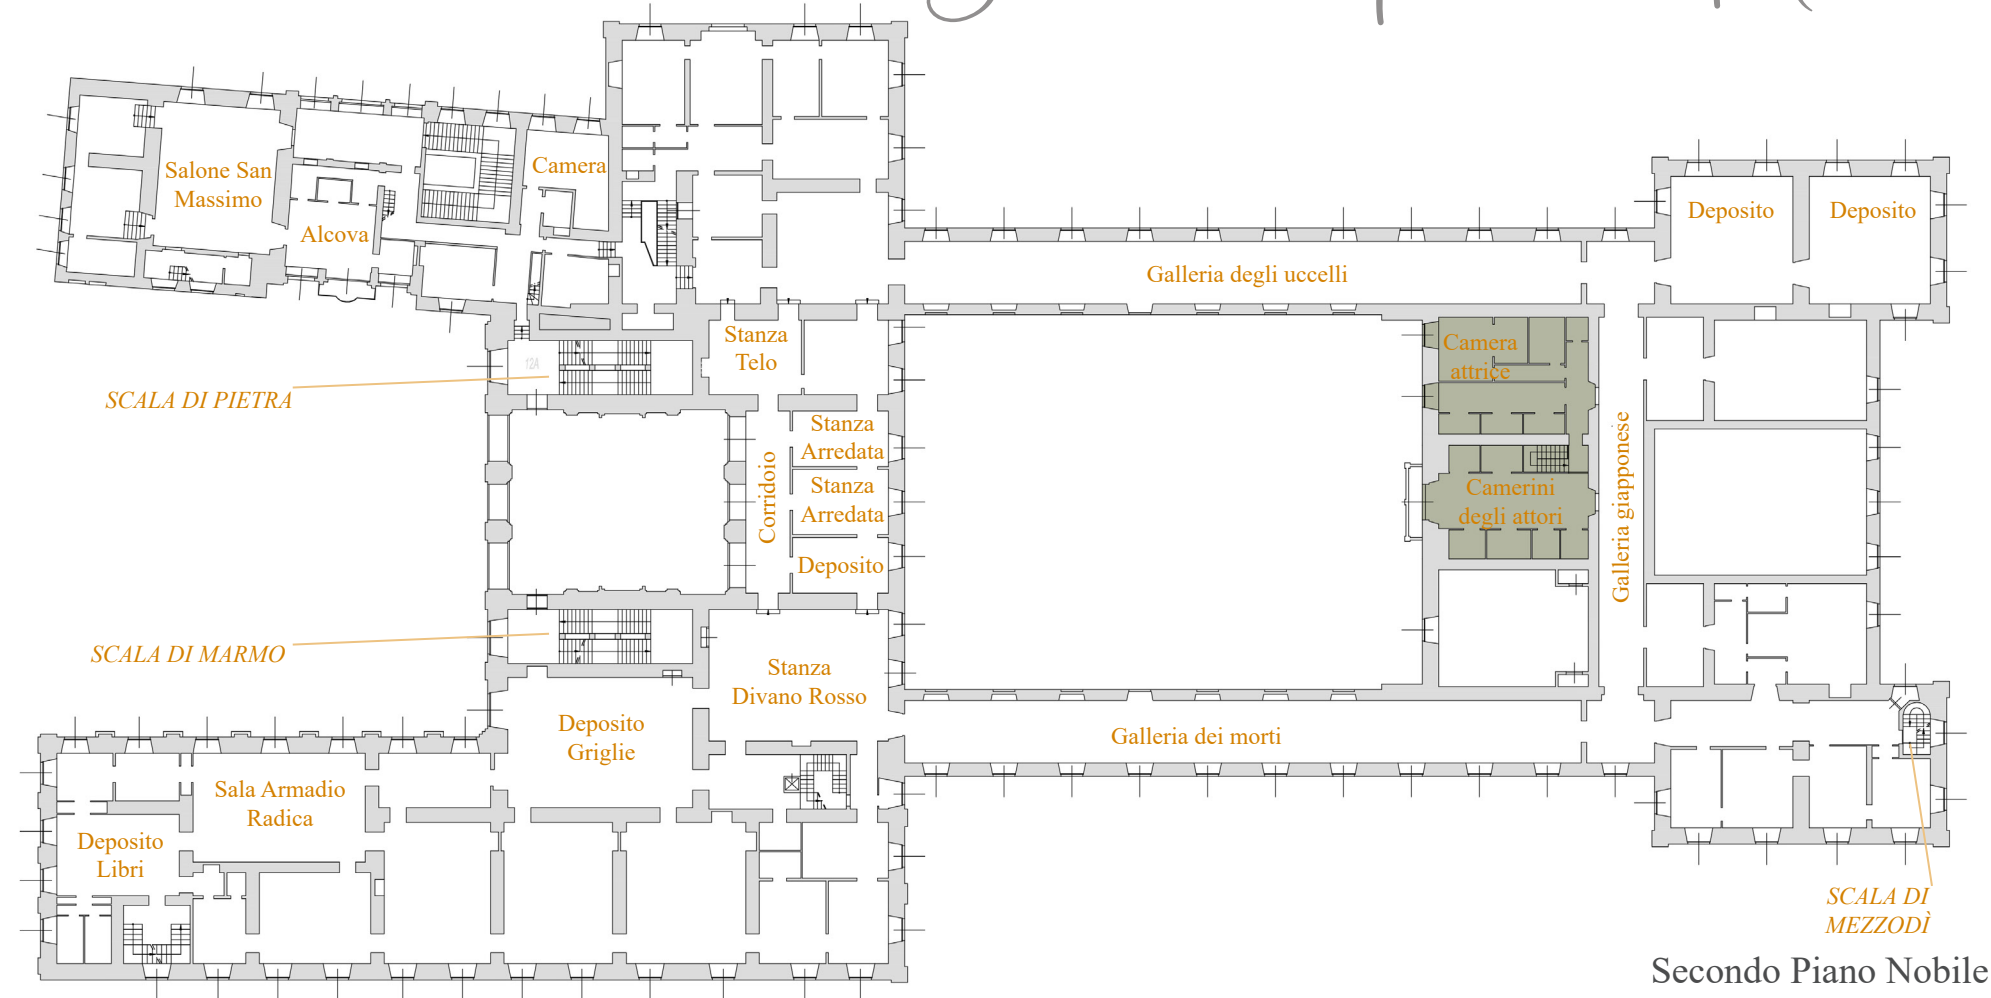 Camera
Salone San
Massimo
Alcova
Deposito
Deposito
Galleria degli uccelli
Stanza
Telo
12A
SCALA DI PIETRA
Camera
attrice
Stanza
Arredata
Stanza
Arredata
Corridoio
Camerini
degli attori
Galleria giapponese
Deposito
SCALA DI MARMO
Stanza
Divano Rosso
Deposito
Griglie
Galleria dei morti
Sala Armadio
Radica
Deposito
Libri
SCALA DI
MEZZODÌ
Secondo Piano Nobile